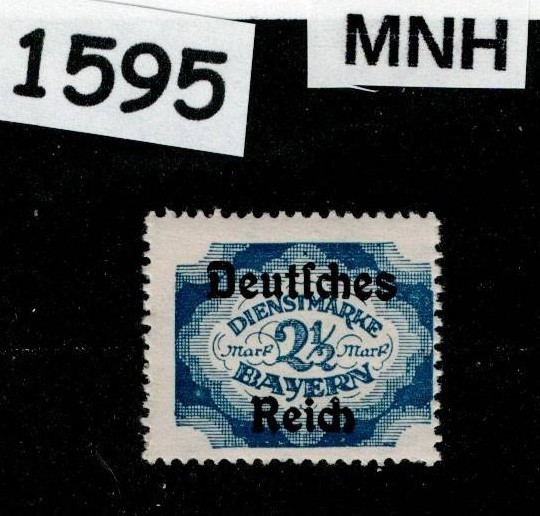 1595
MNH
Deutſches
DIENSTMARKE
Mark 2½ Mark
BAYERN
Reich